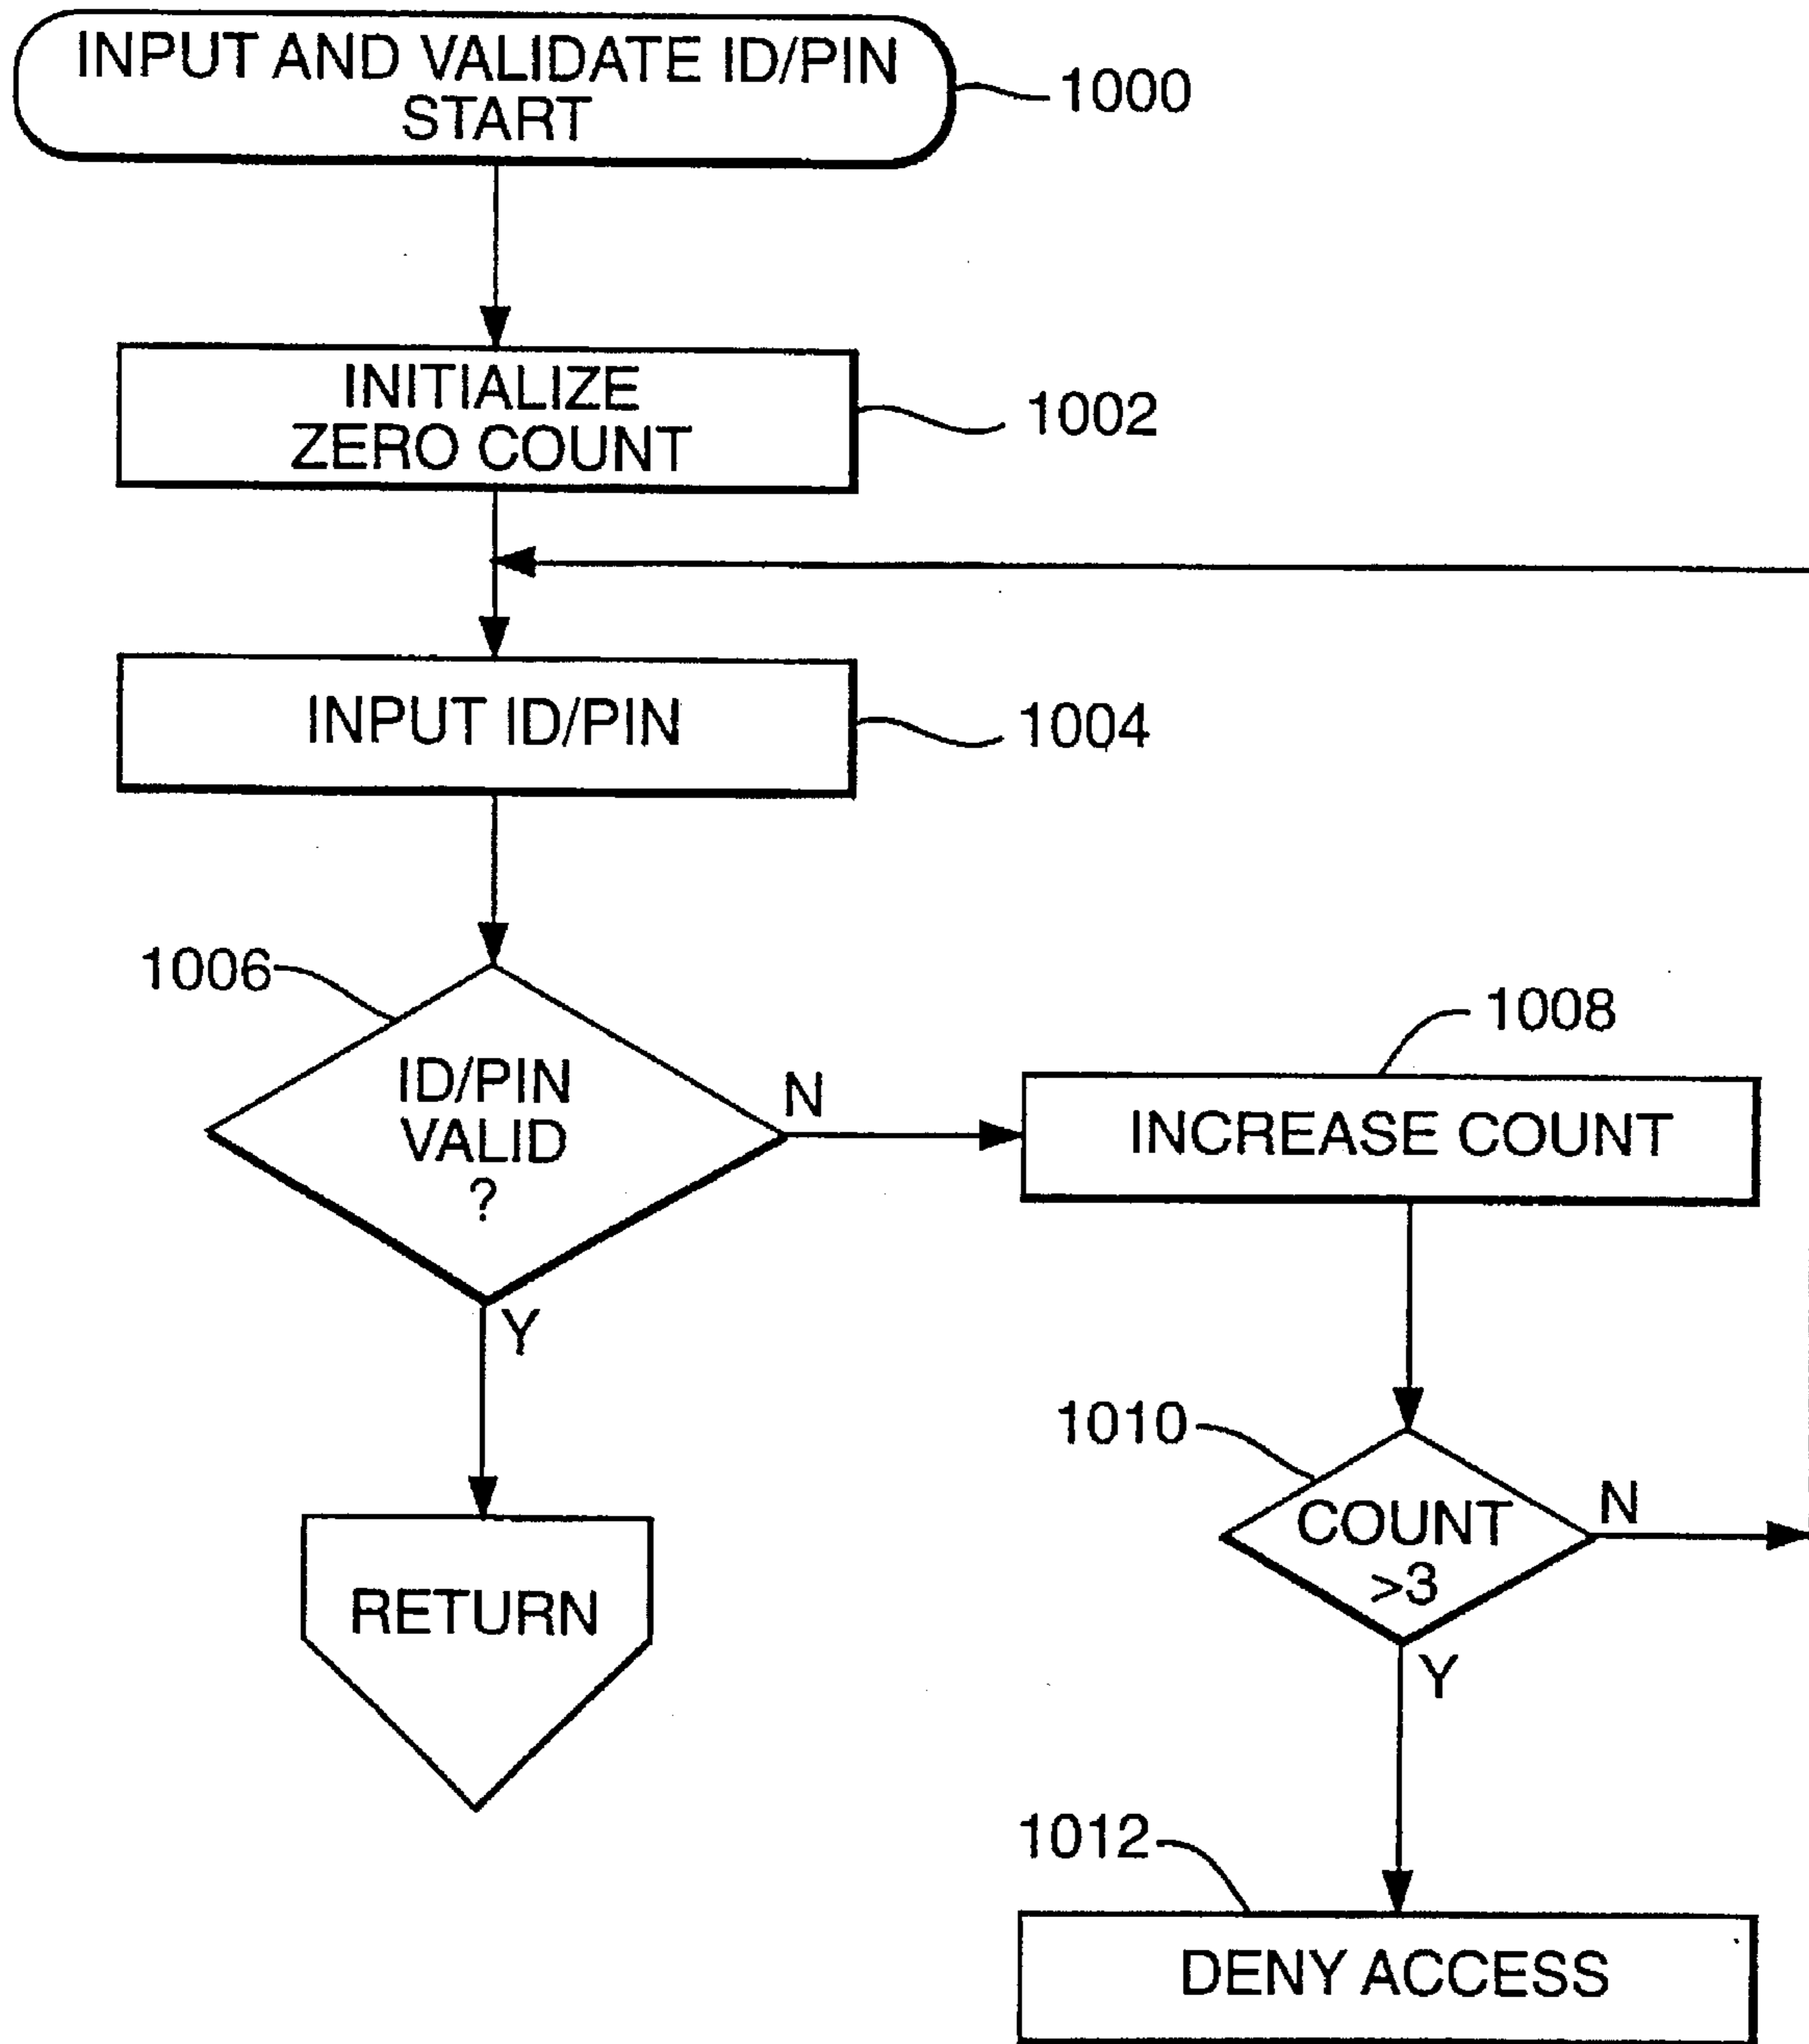 INPUT AND VALIDATE ID/PIN
START
1000
INITIALIZE
ZERO COUNT
1002
INPUT ID/PIN
1004
1006
ID/PIN
VALID
?
N
Y
1008
INCREASE COUNT
1010
COUNT
>3
N
Y
RETURN
1012
DENY ACCESS